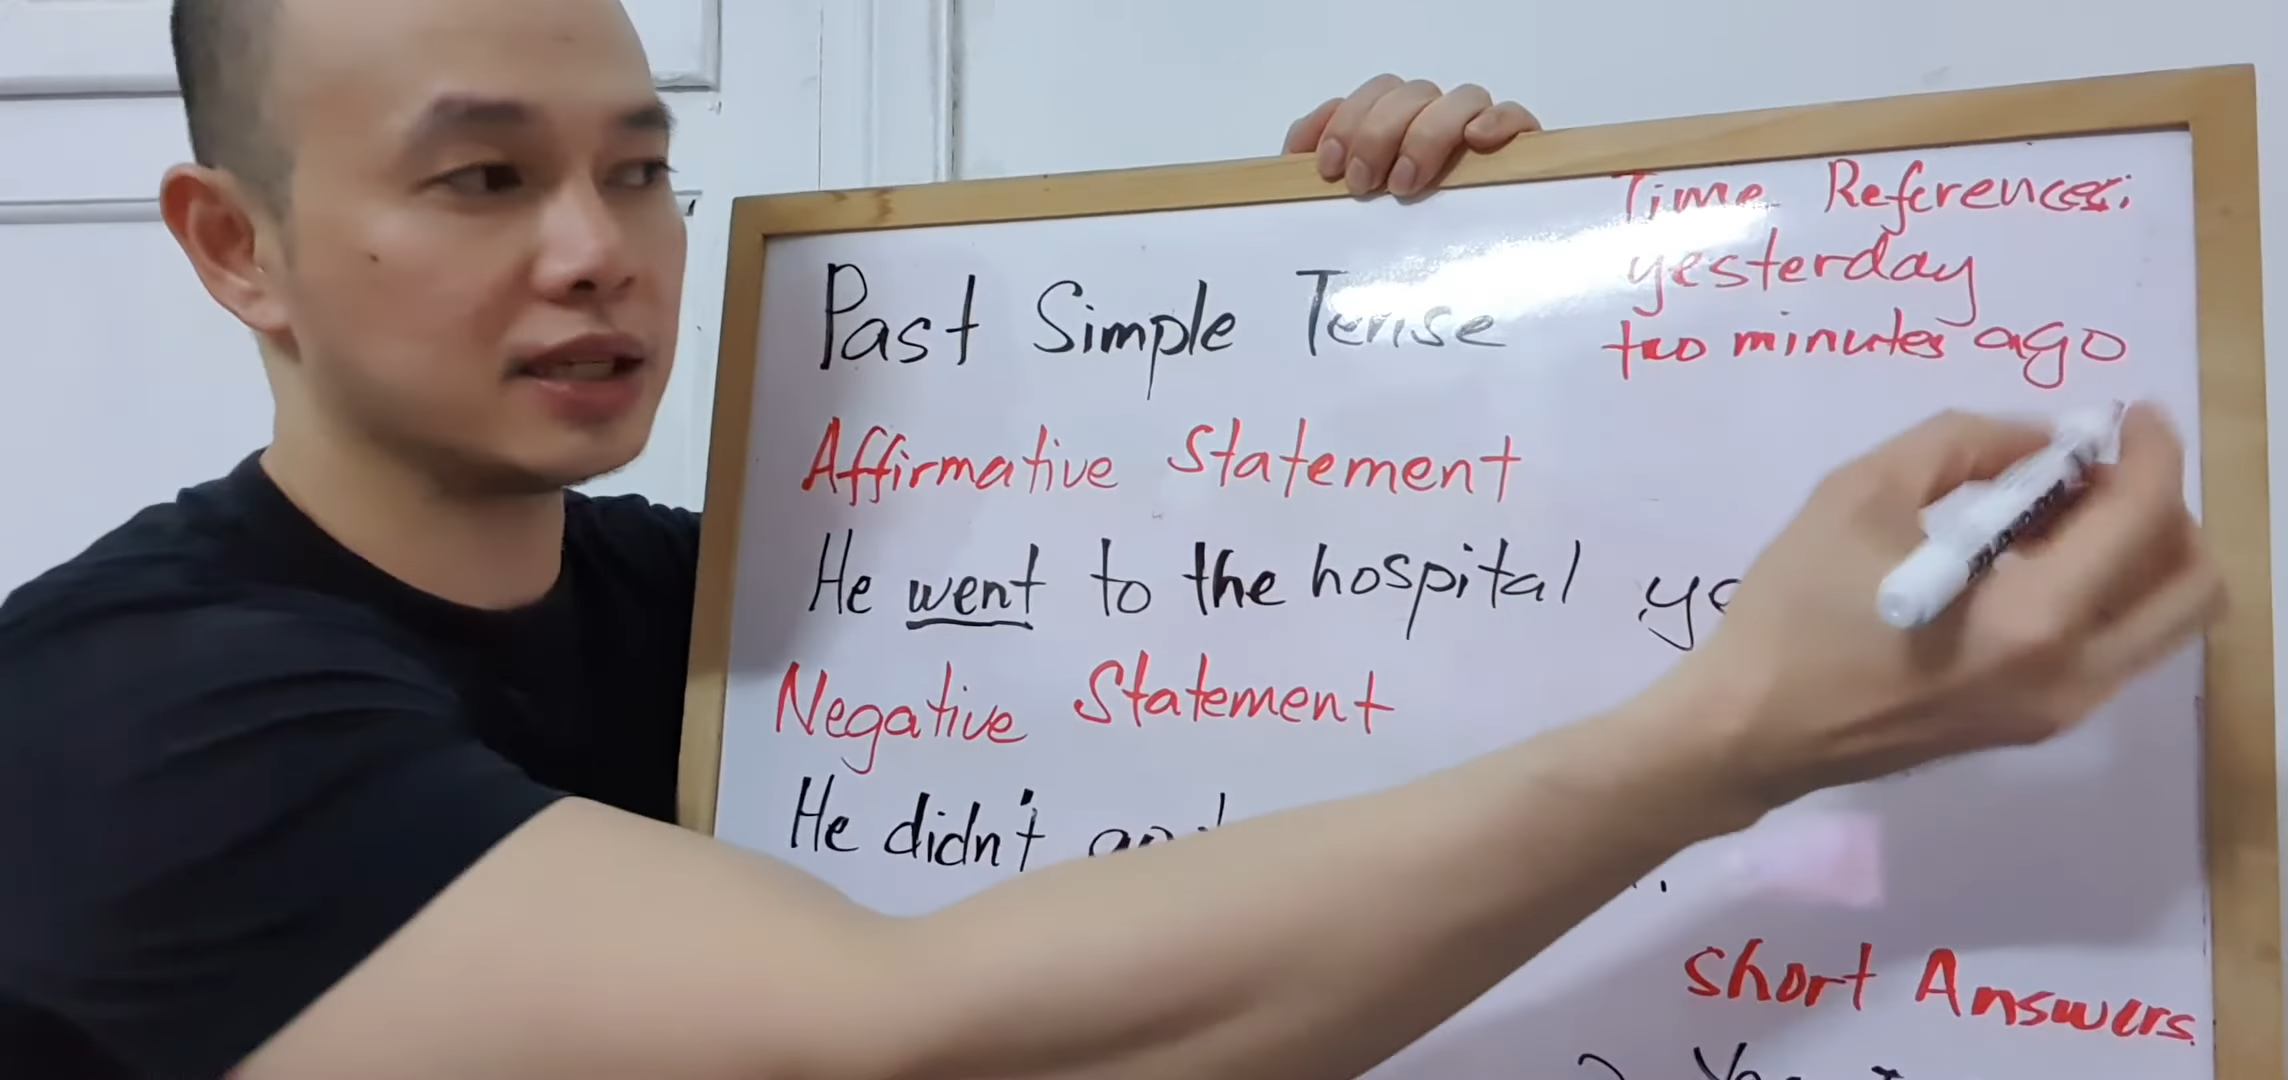 Time References:
yesterday
two minutes ago
Past Simple Tense
Affirmative Statement
He went to the hospital
Negative Statement
He didn't
Short Answers